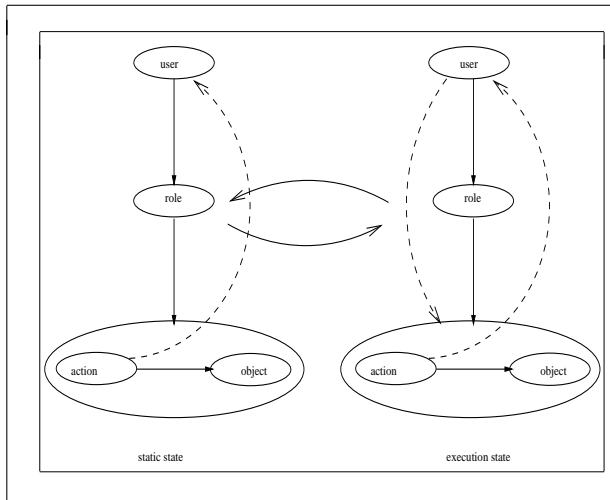 user
user
role
role
action
object
action
object
static state
execution state